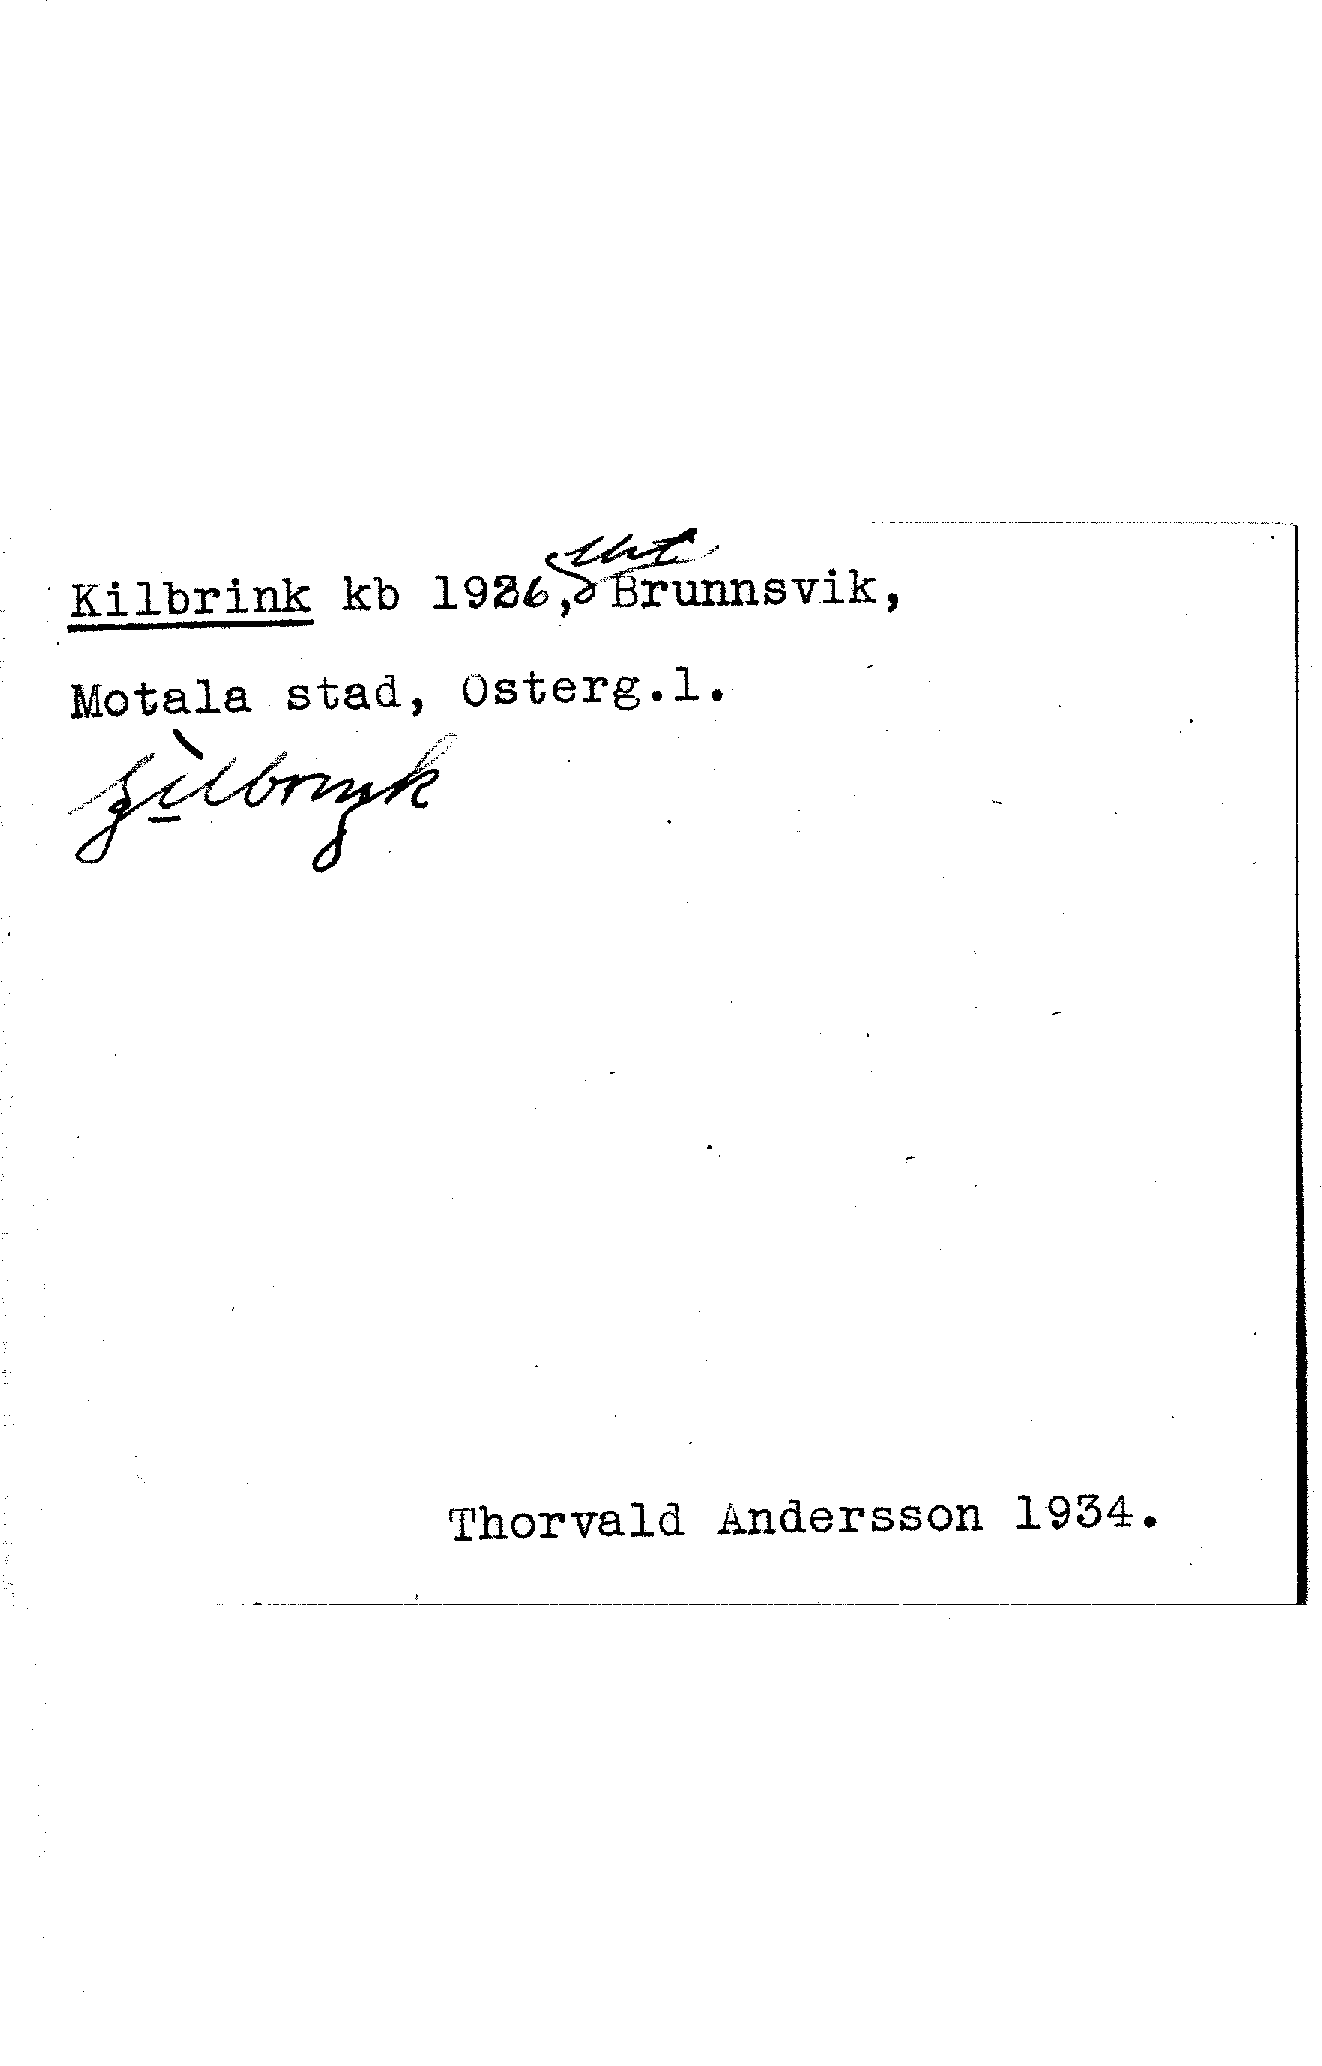 Kilbrink kb 1926, Brunnsvik,
Motala stad, Osterg.l.
Thorvald Andersson 1934.